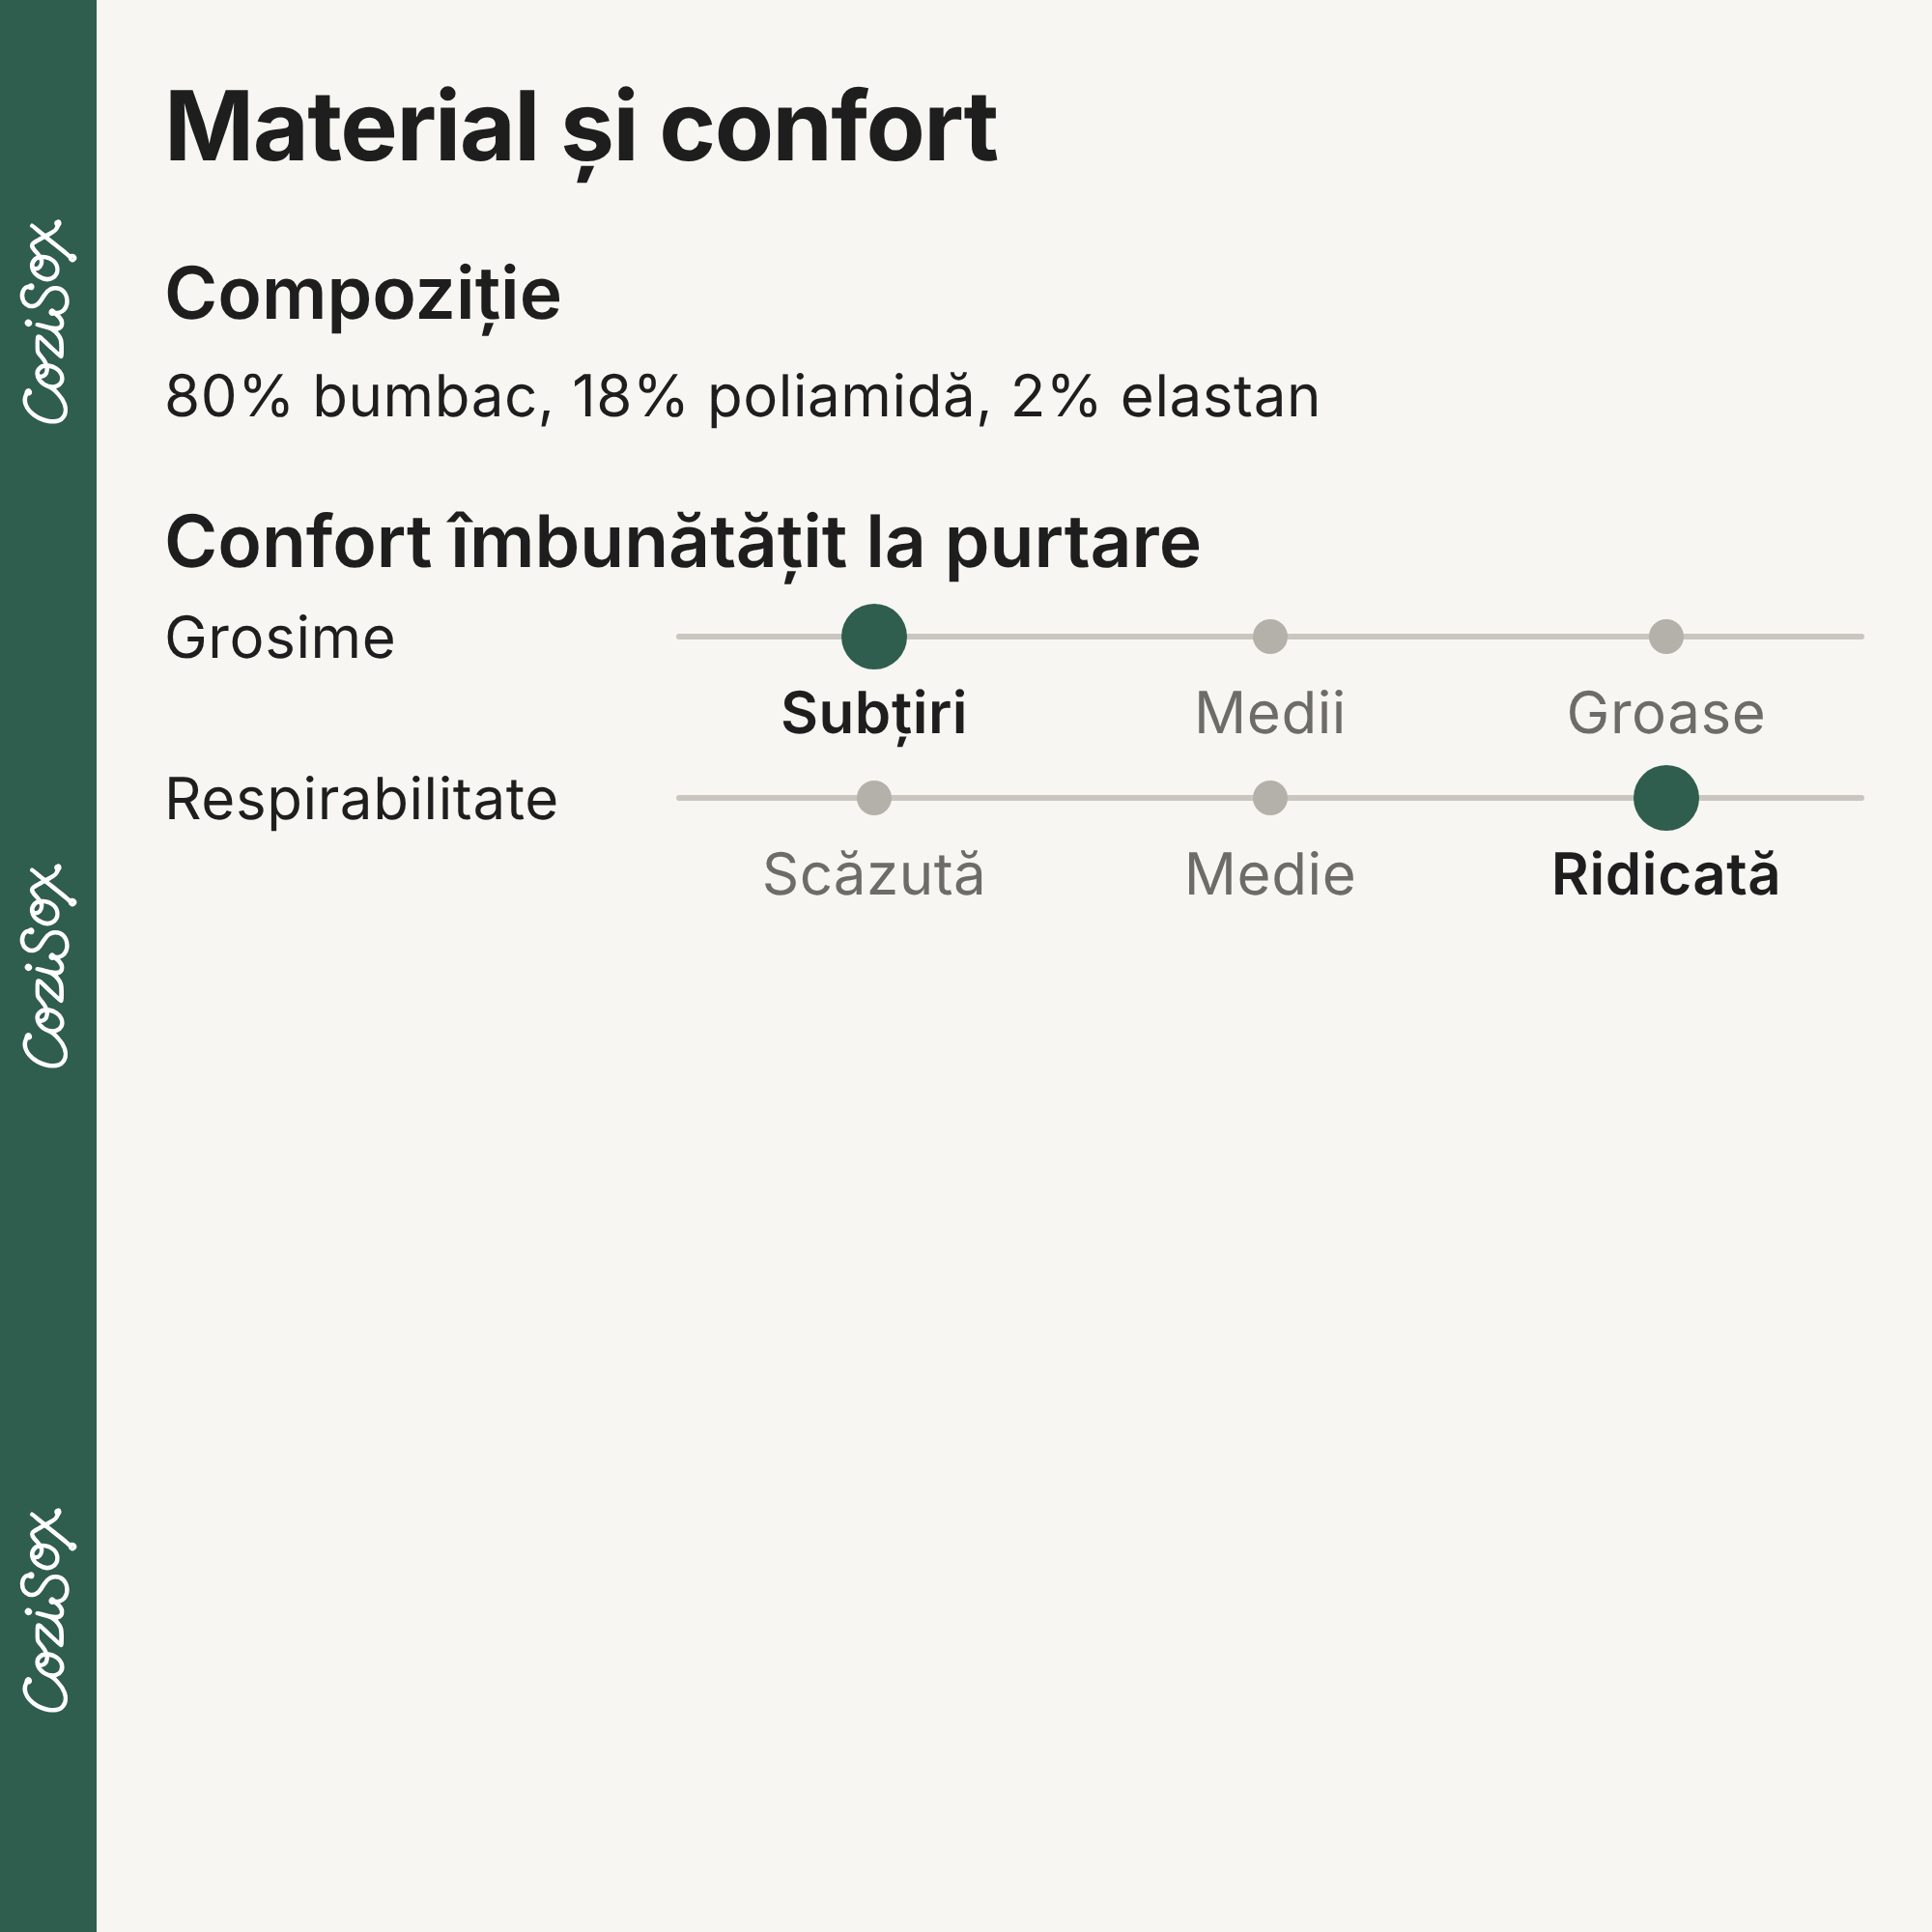 Material și confort
Compoziție
80% bumbac, 18% poliamidă, 2% elastan
Confort îmbunătățit la purtare
Grosime
Subțiri Medii Groase
Respirabilitate
Scăzută Medie Ridicată
CoziSox
CoziSox
CoziSox